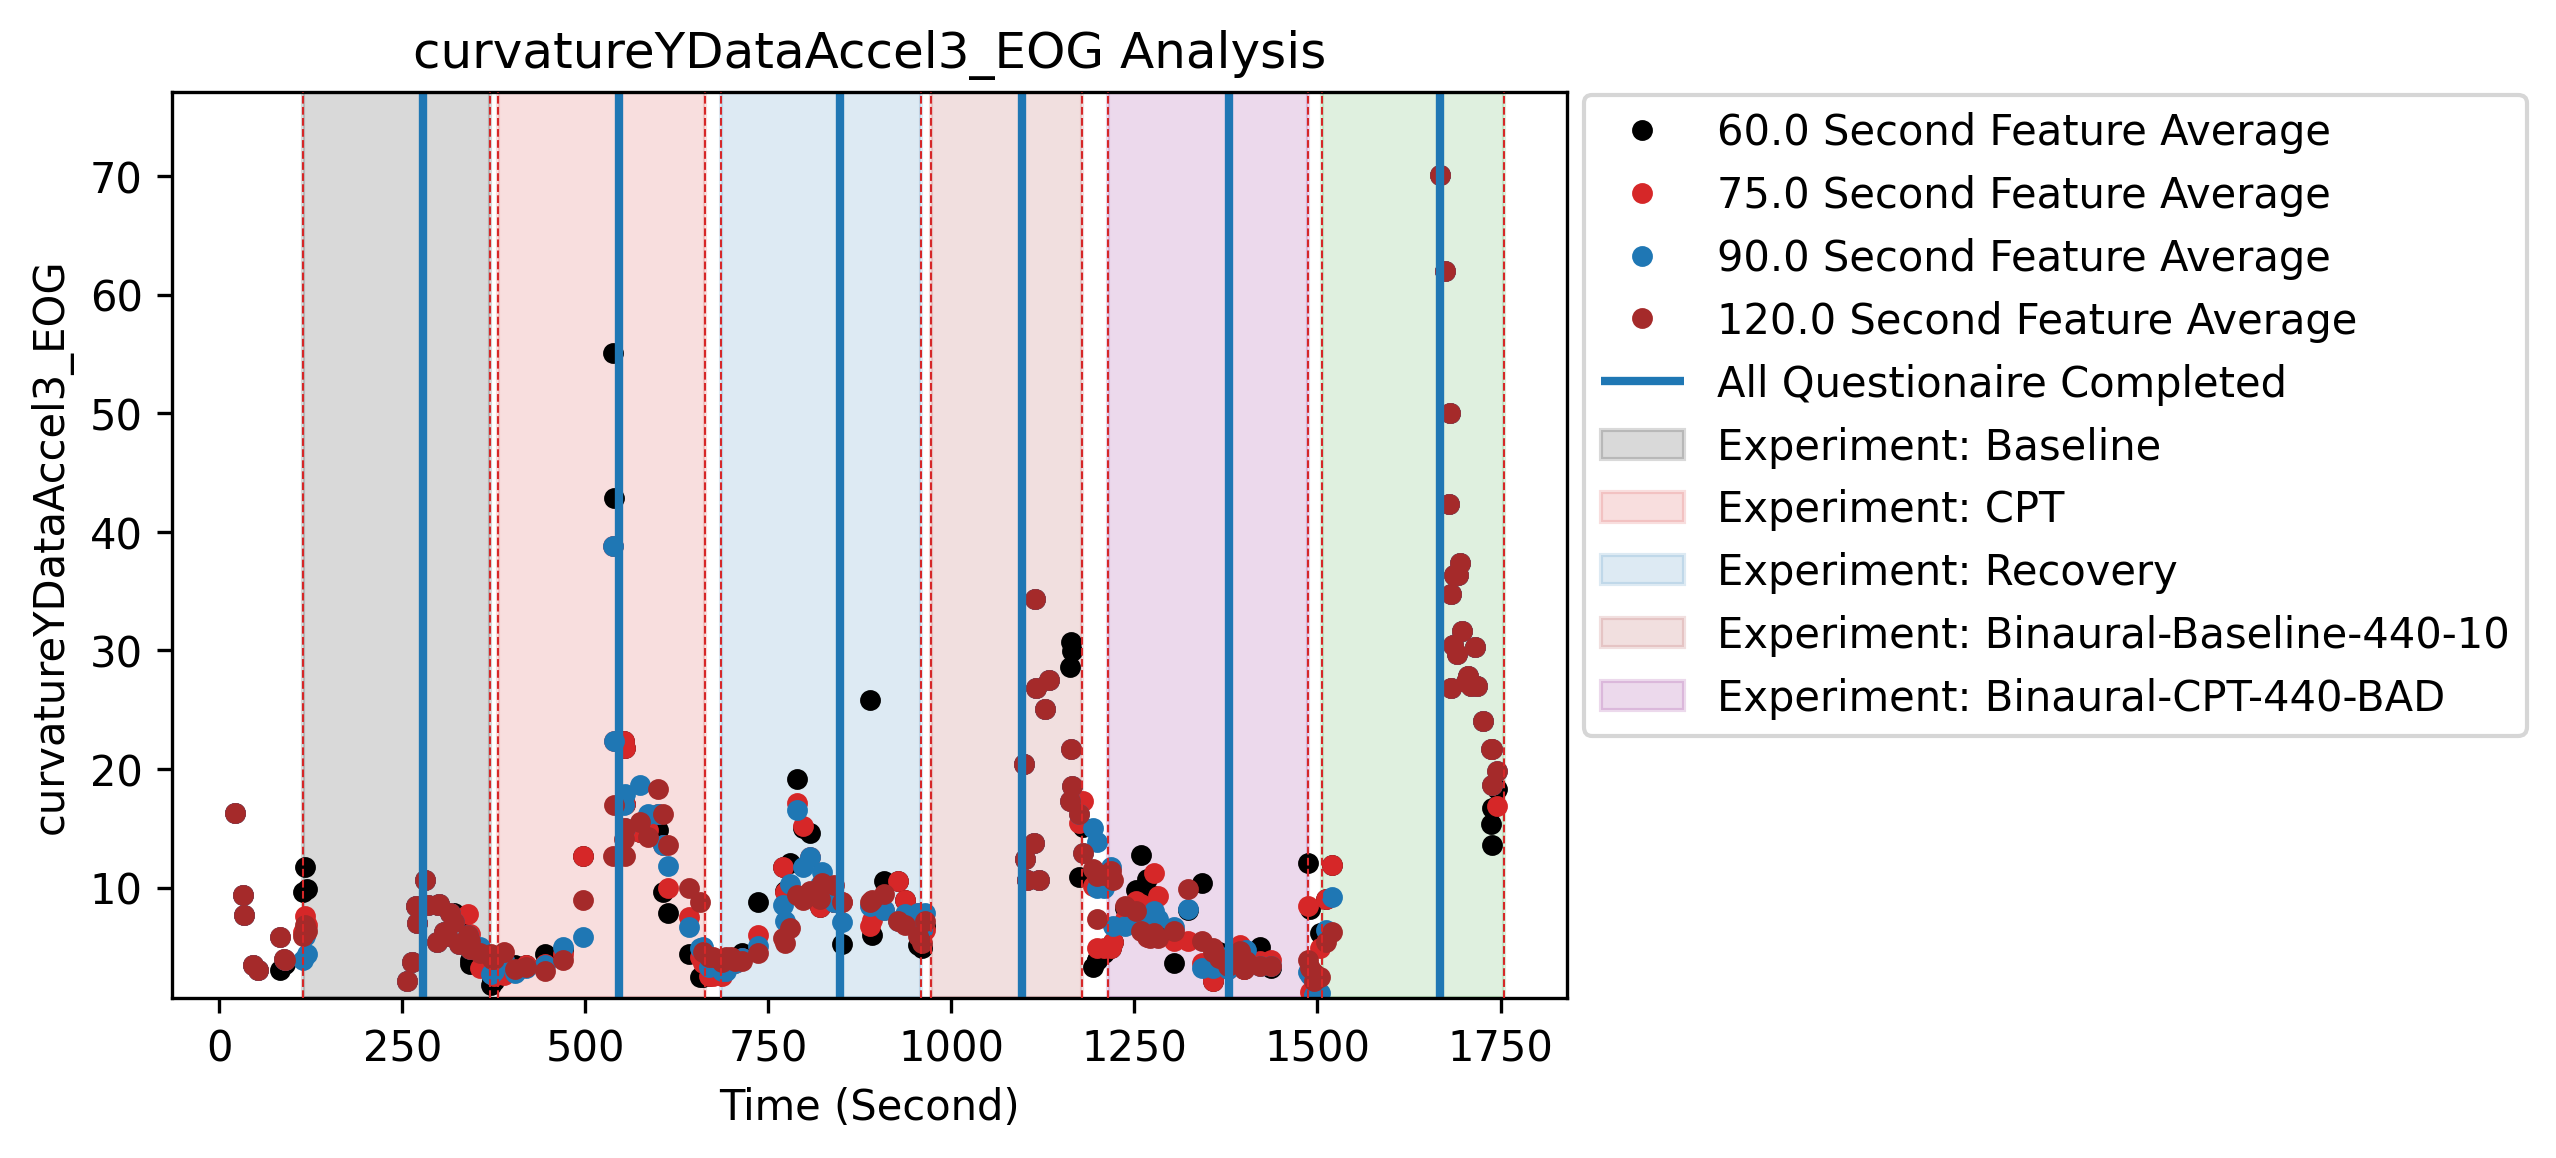 curvatureYDataAccel3_EOG Analysis
curvatureYDataAccel3_EOG
70
60
50
40
30
20
10
0
250
500
750
1000
1250
1500
1750
Time (Second)
60.0 Second Feature Average
75.0 Second Feature Average
90.0 Second Feature Average
120.0 Second Feature Average
All Questionaire Completed
Experiment: Baseline
Experiment: CPT
Experiment: Recovery
Experiment: Binaural-Baseline-440-10
Experiment: Binaural-CPT-440-BAD